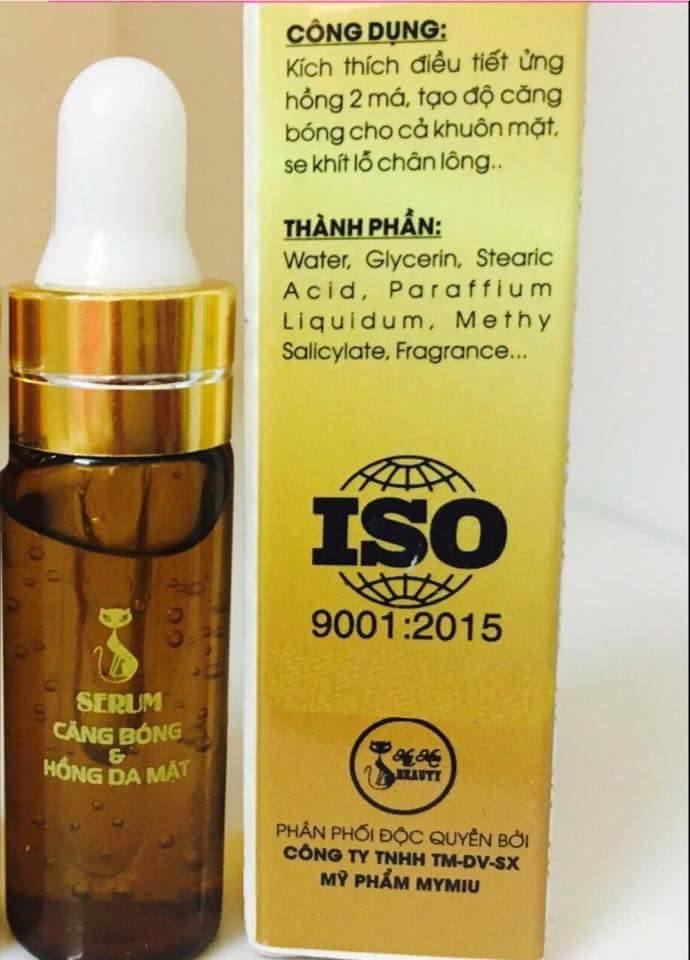 CÔNG DỤNG:
Kích thích điều tiết ửng
hồng 2 má, tạo độ căng
bóng cho cả khuôn mặt,
se khít lỗ chân lông..
THÀNH PHẦN:
Water, Glycerin, Stearic
Acid, Paraffium
Liquidum, Methy
Salicylate, Fragrance...
ISO
9001:2015
BEAUTY
PHÂN PHỐI ĐỘC QUYỀN BỞI
CÔNG TY TNHH TM-DV-SX
MỸ PHẨM MYMIU
SERUM
CĂNG BÓNG
&
HỒNG DA MẶT